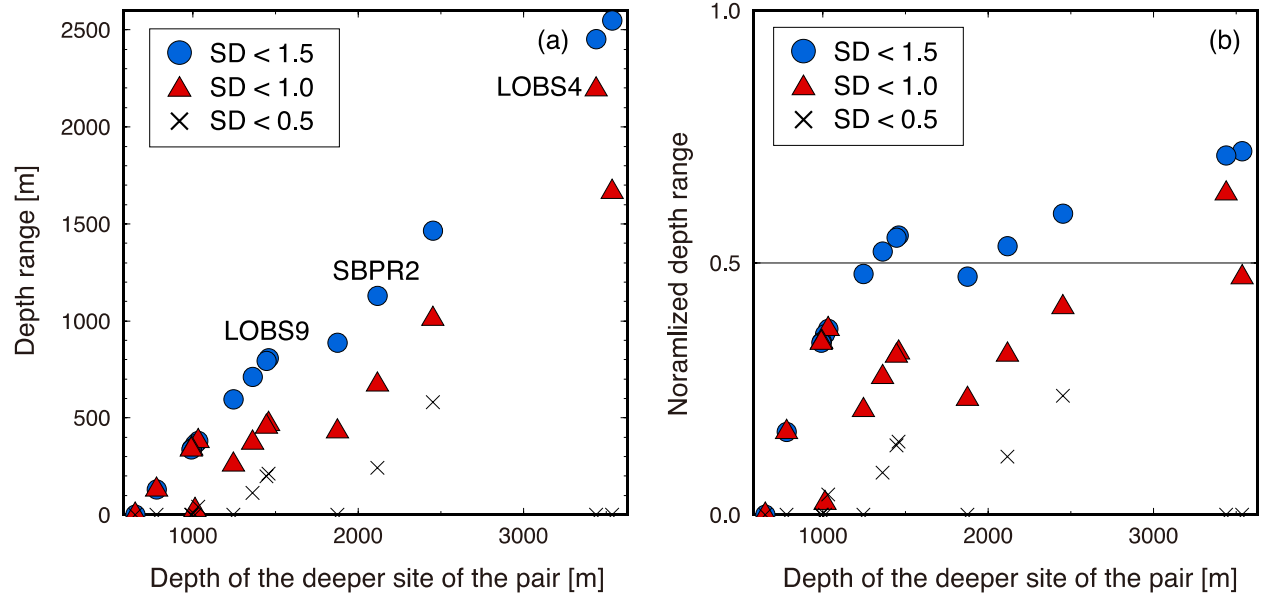 2500
2000
1500
1000
500
0
Depth range [m]
SD < 1.5
SD < 1.0
SD < 0.5
(a)
LOBS4
SBPR2
LOBS9
1000
2000
3000
Depth of the deeper site of the pair [m]
1.0
0.5
0.0
Noramlized depth range
SD < 1.5
SD < 1.0
SD < 0.5
(b)
1000
2000
3000
Depth of the deeper site of the pair [m]